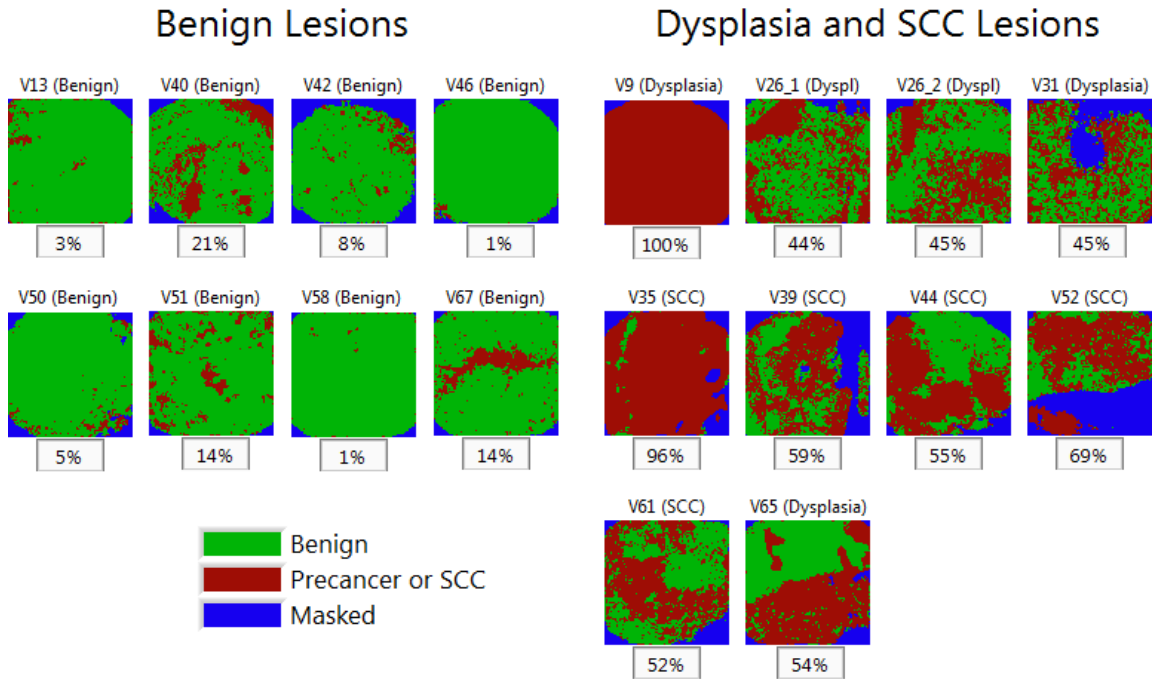 Benign Lesions
Dysplasia and SCC Lesions
V13 (Benign) V40 (Benign) V42 (Benign) V46 (Benign)
V9 (Dysplasia) V26_1 (Dyspl) V26_2 (Dyspl) V31 (Dysplasia)
3% 21% 8% 1%
100% 44% 45% 45%
V50 (Benign) V51 (Benign) V58 (Benign) V67 (Benign)
V35 (SCC) V39 (SCC) V44 (SCC) V52 (SCC)
5% 14% 1% 14%
96% 59% 55% 69%
V61 (SCC) V65 (Dysplasia)
52% 54%
Benign
Precancer or SCC
Masked